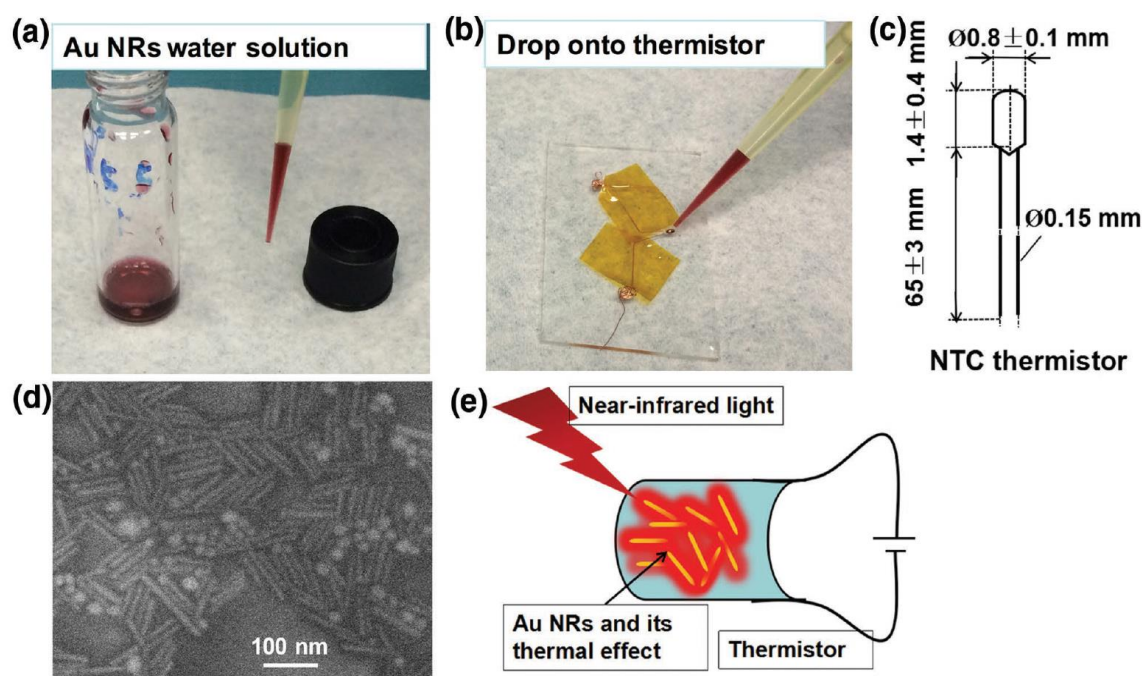 (a)
Au NRs water solution
(b)
Drop onto thermistor
(c)
Ø0.8±0.1 mm
1.4±0.4 mm
65±3 mm
Ø0.15 mm
NTC thermistor
(d)
100 nm
(e)
Near-infrared light
Au NRs and its
thermal effect
Thermistor